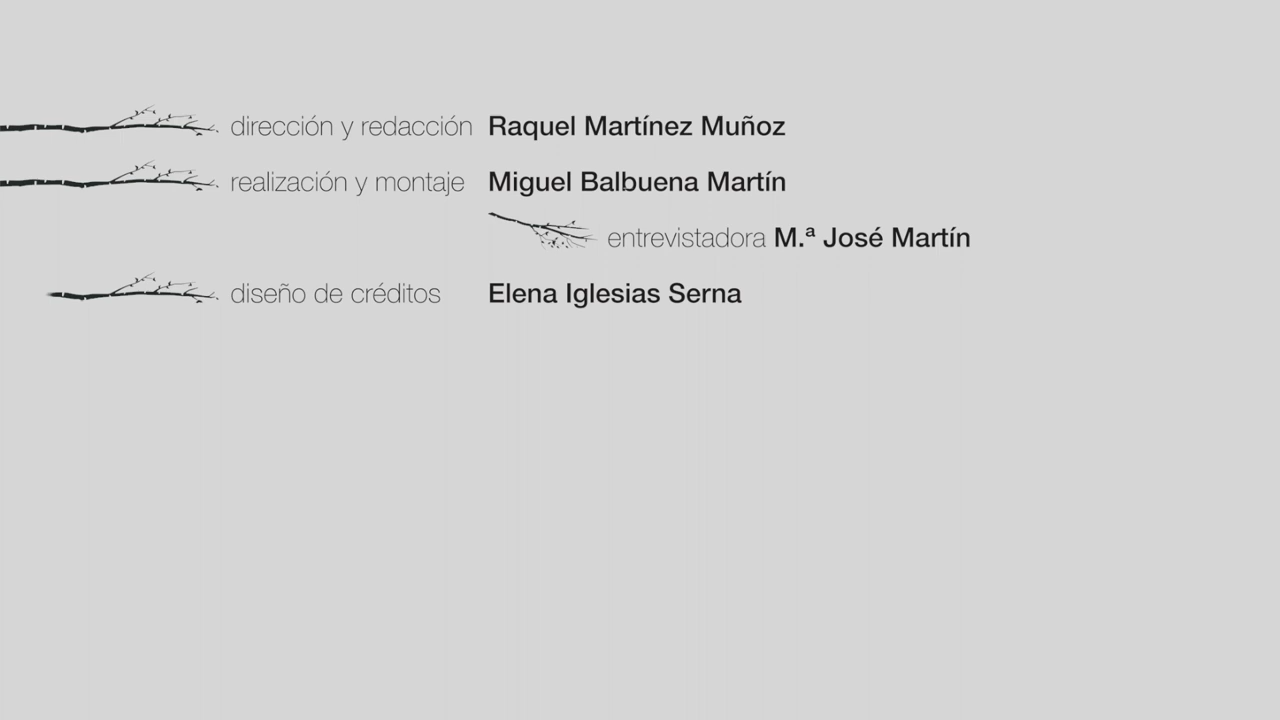 dirección y redacción Raquel Martínez Muñoz
realización y montaje Miguel Balbuena Martín
entrevistadora M.ª José Martín
diseño de créditos Elena Iglesias Serna